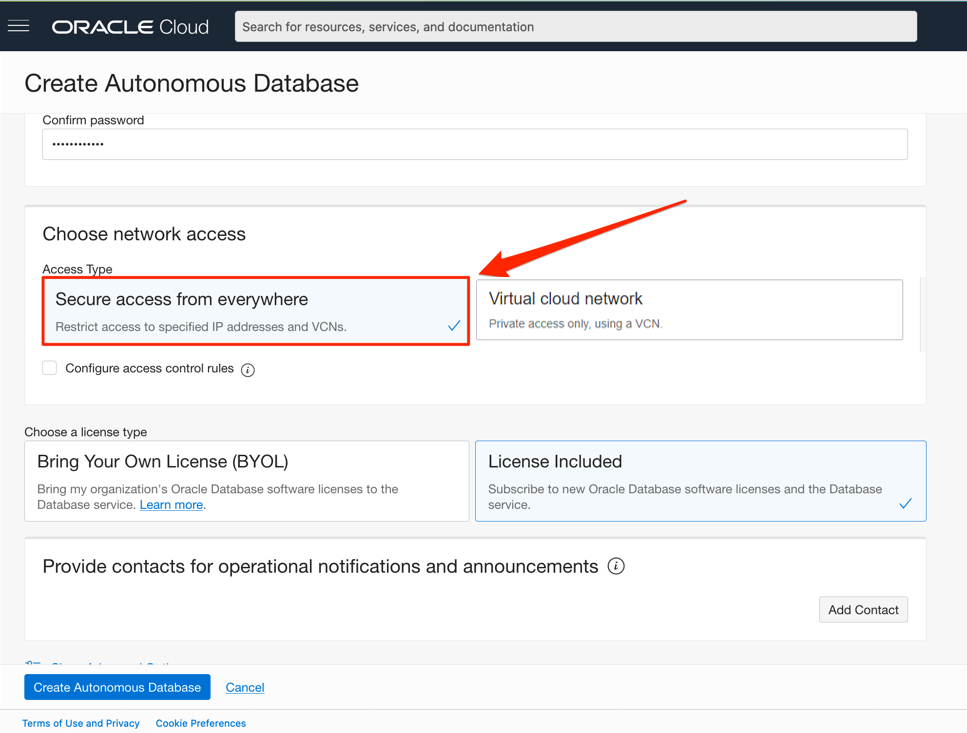 ORACLE Cloud
Search for resources, services, and documentation
Create Autonomous Database
Confirm password
••••••••••••
Choose network access
Access Type
Secure access from everywhere
Restrict access to specified IP addresses and VCNs.
Virtual cloud network
Private access only, using a VCN.
Configure access control rules
Choose a license type
Bring Your Own License (BYOL)
Bring my organization's Oracle Database software licenses to the
Database service. Learn more.
License Included
Subscribe to new Oracle Database software licenses and the Database
service.
Provide contacts for operational notifications and announcements
Add Contact
Create Autonomous Database
Cancel
Terms of Use and Privacy
Cookie Preferences